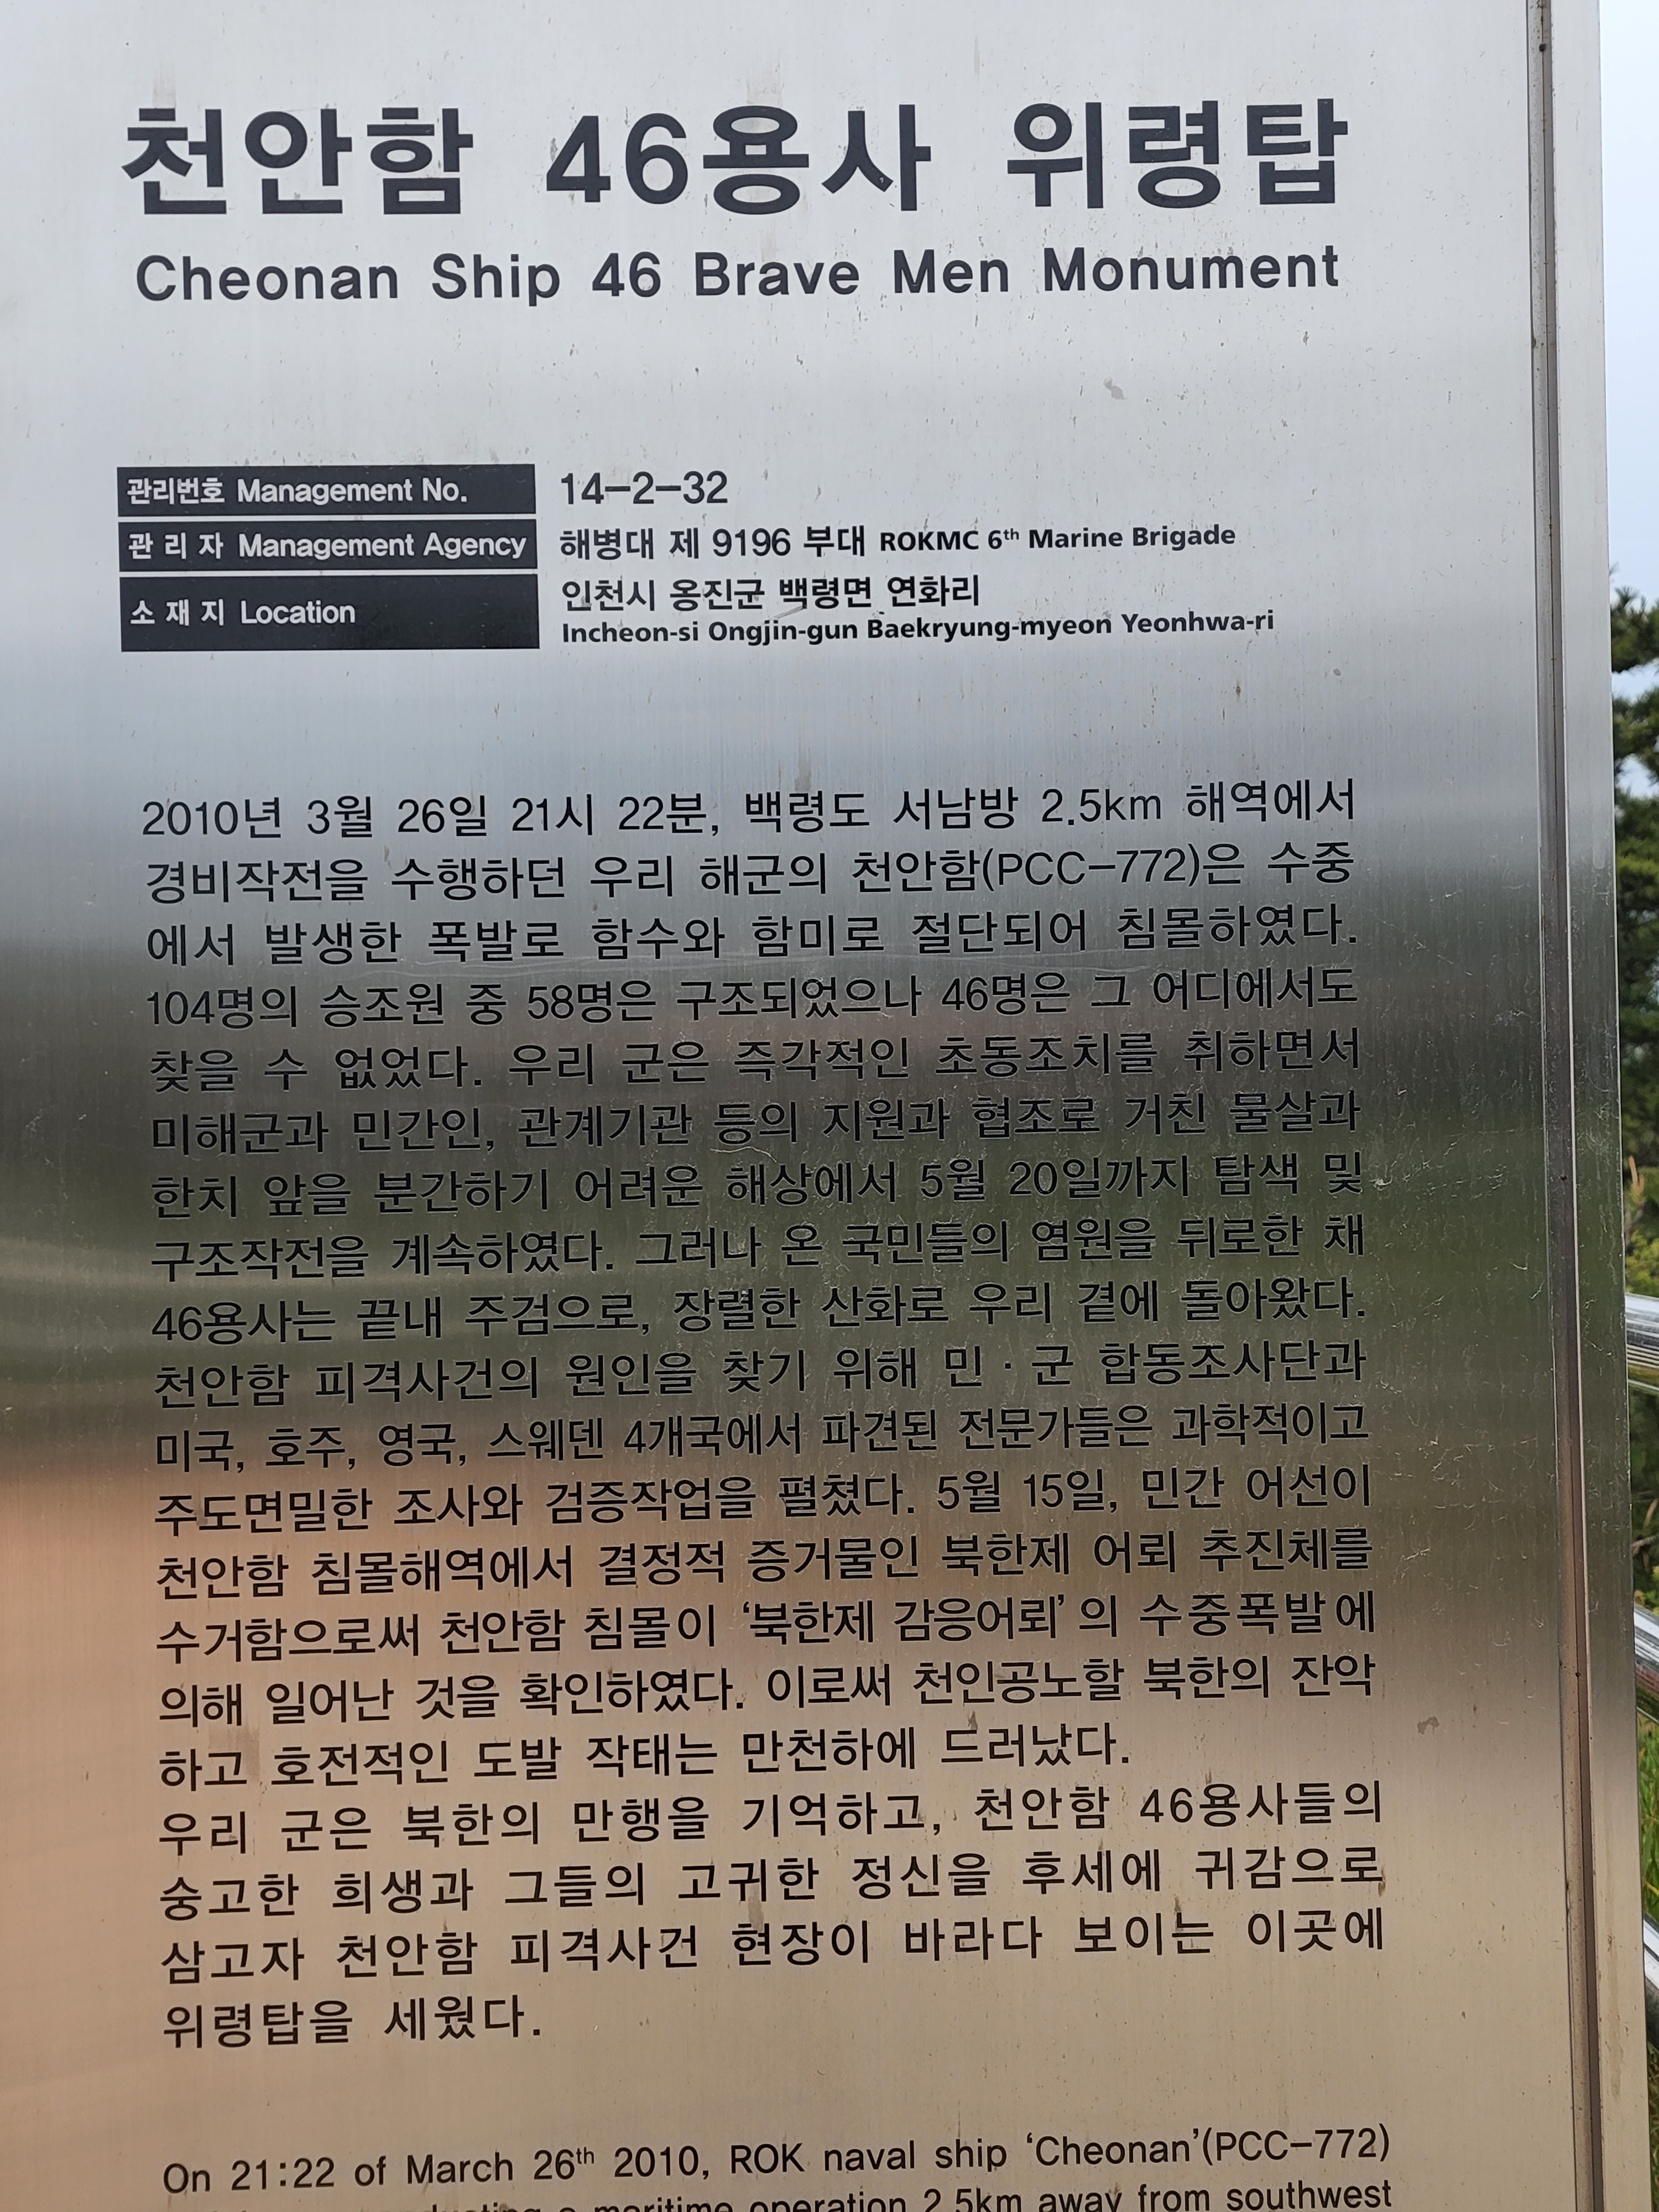 천안함 46용사 위령탑
Cheonan Ship 46 Brave Men Monument
관리번호 Management No. 14-2-32
관 리 자 Management Agency 해병대 제 9196 부대 ROKMC 6th Marine Brigade
소 재 지 Location 인천시 옹진군 백령면 연화리
Incheon-si Ongjin-gun Baekryung-myeon Yeonhwa-ri
2010년 3월 26일 21시 22분, 백령도 서남방 2.5km 해역에서
경비작전을 수행하던 우리 해군의 천안함(PCC-772)은 수중
에서 발생한 폭발로 함수와 함미로 절단되어 침몰하였다.
104명의 승조원 중 58명은 구조되었으나 46명은 그 어디에서도
찾을 수 없었다. 우리 군은 즉각적인 초동조치를 취하면서
미해군과 민간인, 관계기관 등의 지원과 협조로 거친 물살과
한치 앞을 분간하기 어려운 해상에서 5월 20일까지 탐색 및
구조작전을 계속하였다. 그러나 온 국민들의 염원을 뒤로한 채
46용사는 끝내 주검으로, 장렬한 산화로 우리 곁에 돌아왔다.
천안함 피격사건의 원인을 찾기 위해 민·군 합동조사단과
미국, 호주, 영국, 스웨덴 4개국에서 파견된 전문가들은 과학적이고
주도면밀한 조사와 검증작업을 펼쳤다. 5월 15일, 민간 어선이
천안함 침몰해역에서 결정적 증거물인 북한제 어뢰 추진체를
수거함으로써 천안함 침몰이 ‘북한제 감응어뢰’의 수중폭발에
의해 일어난 것을 확인하였다. 이로써 천인공노할 북한의 잔악
하고 호전적인 도발 작태는 만천하에 드러났다.
우리 군은 북한의 만행을 기억하고, 천안함 46용사들의
숭고한 희생과 그들의 고귀한 정신을 후세에 귀감으로
삼고자 천안함 피격사건 현장이 바라다 보이는 이곳에
위령탑을 세웠다.
On 21:22 of March 26th 2010, ROK naval ship ‘Cheonan’(PCC-772)
a maritime operation 2.5km away from southwest